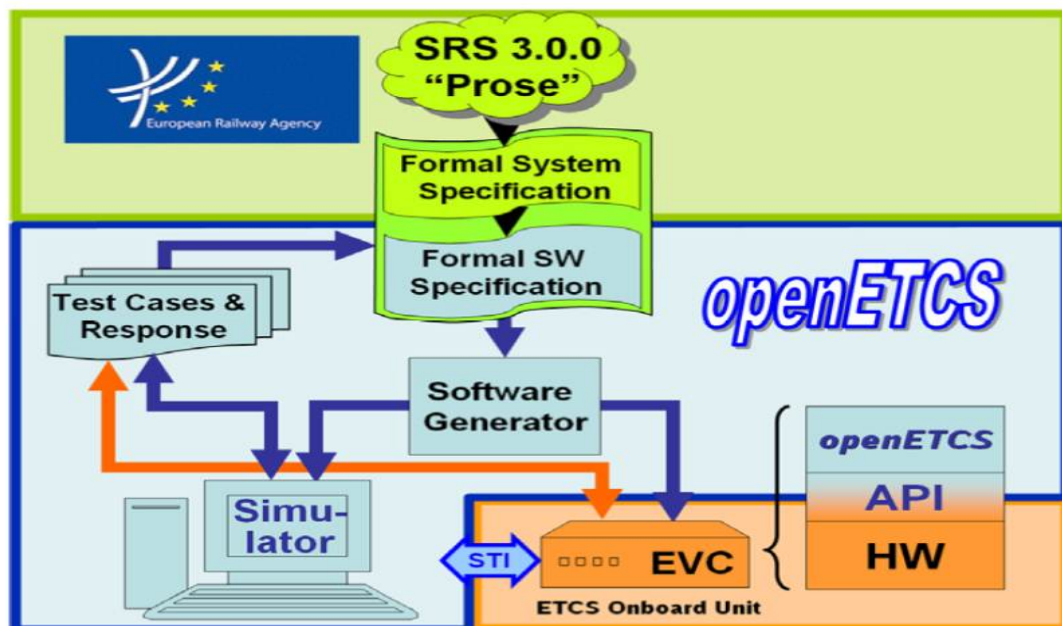 SRS 3.0.0
“Prose”
European Railway Agency
Formal System
Specification
Formal SW
Specification
openETCS
Test Cases &
Response
Software
Generator
openETCS
API
HW
Simu-
lator
STI
EVC
ETCS Onboard Unit